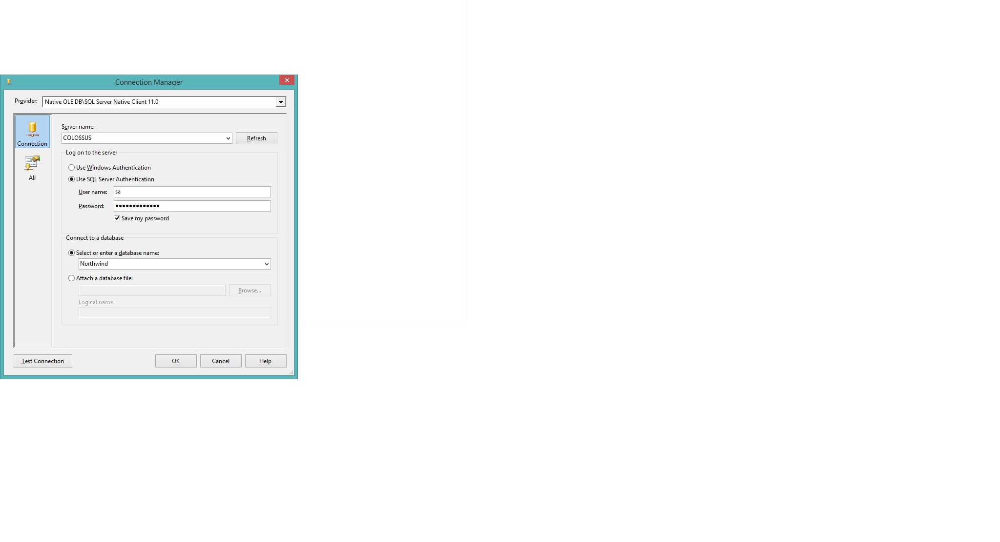 Connection Manager
Provider: Native OLE DB\SQL Server Native Client 11.0
Connection
All
Server name:
COLOSSUS
Refresh
Log on to the server
Use Windows Authentication
Use SQL Server Authentication
User name: sa
Password: •••••••••••••
Save my password
Connect to a database
Select or enter a database name:
Northwind
Attach a database file:
Browse...
Logical name:
Test Connection OK Cancel Help